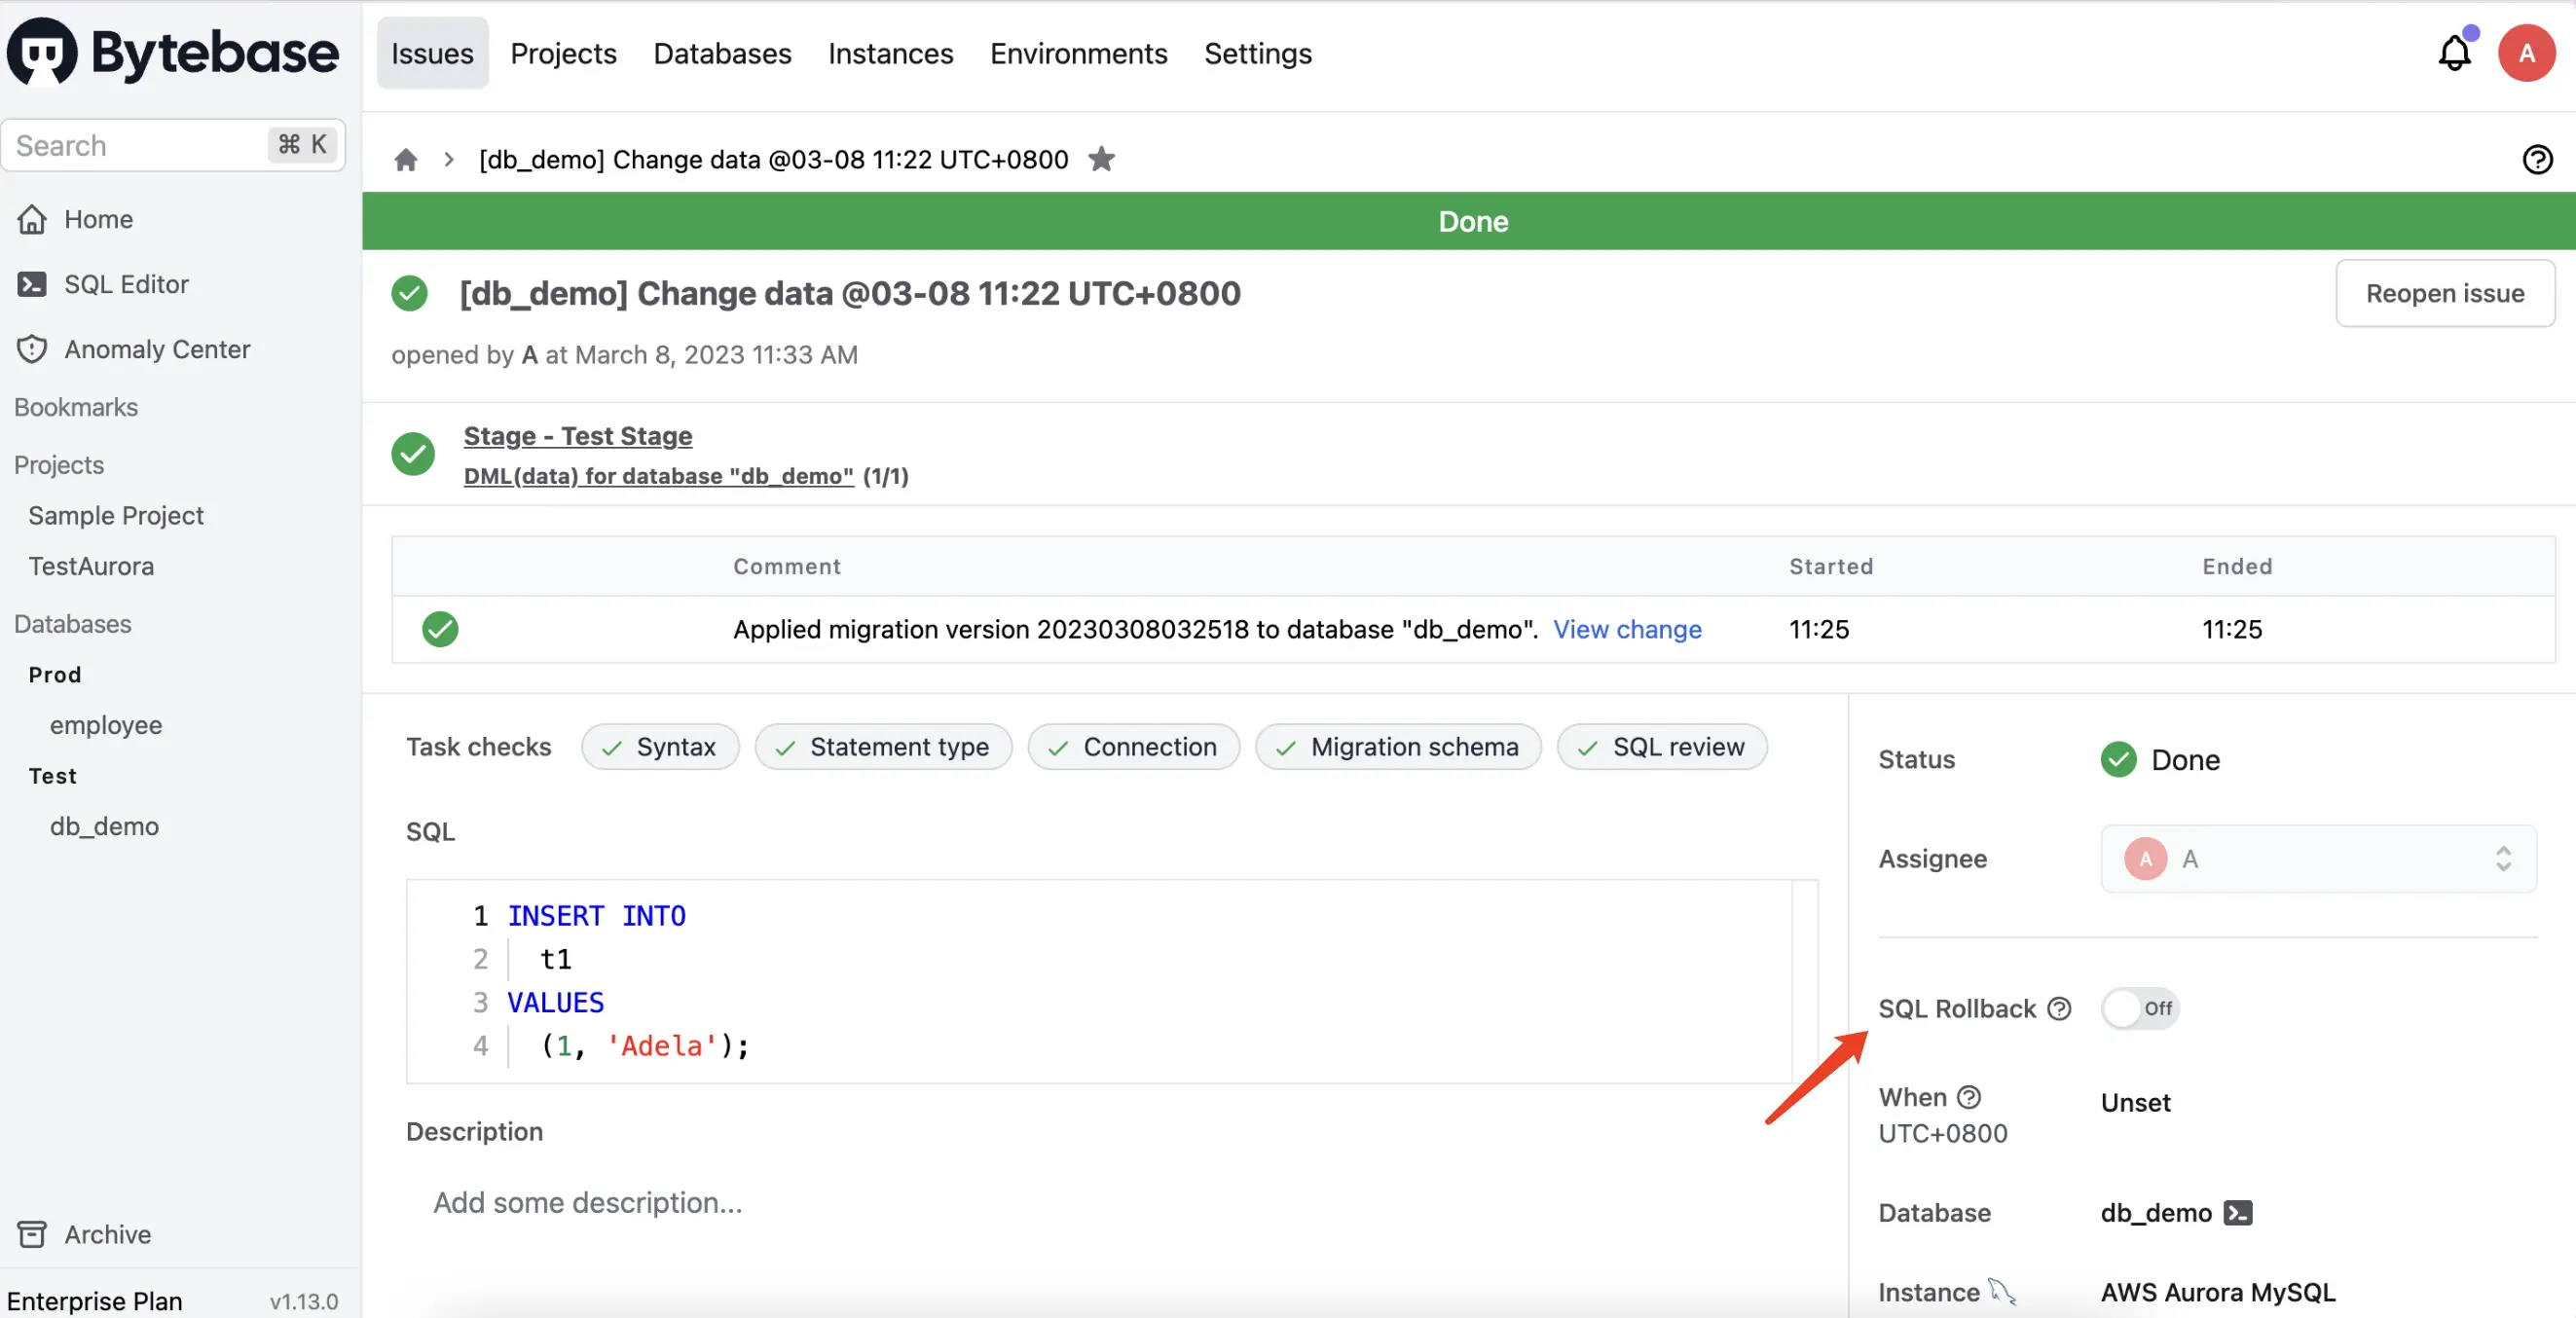 Bytebase
Issues Projects Databases Instances Environments Settings
A
Search ⌘ K
[db_demo] Change data @03-08 11:22 UTC+0800
Done
Home
SQL Editor
Anomaly Center
Bookmarks
Projects
Sample Project
TestAurora
Databases
Prod
employee
Test
db_demo
Archive
Enterprise Plan v1.13.0
[db_demo] Change data @03-08 11:22 UTC+0800
Reopen issue
opened by A at March 8, 2023 11:33 AM
Stage - Test Stage
DML(data) for database "db_demo" (1/1)
Comment Started Ended
Applied migration version 20230308032518 to database "db_demo". View change 11:25 11:25
Task checks Syntax Statement type Connection Migration schema SQL review
SQL
1 INSERT INTO
2 t1
3 VALUES
4 (1, 'Adela');
Description
Add some description...
Status Done
Assignee A A
SQL Rollback Off
When Unset
UTC+0800
Database db_demo
Instance AWS Aurora MySQL